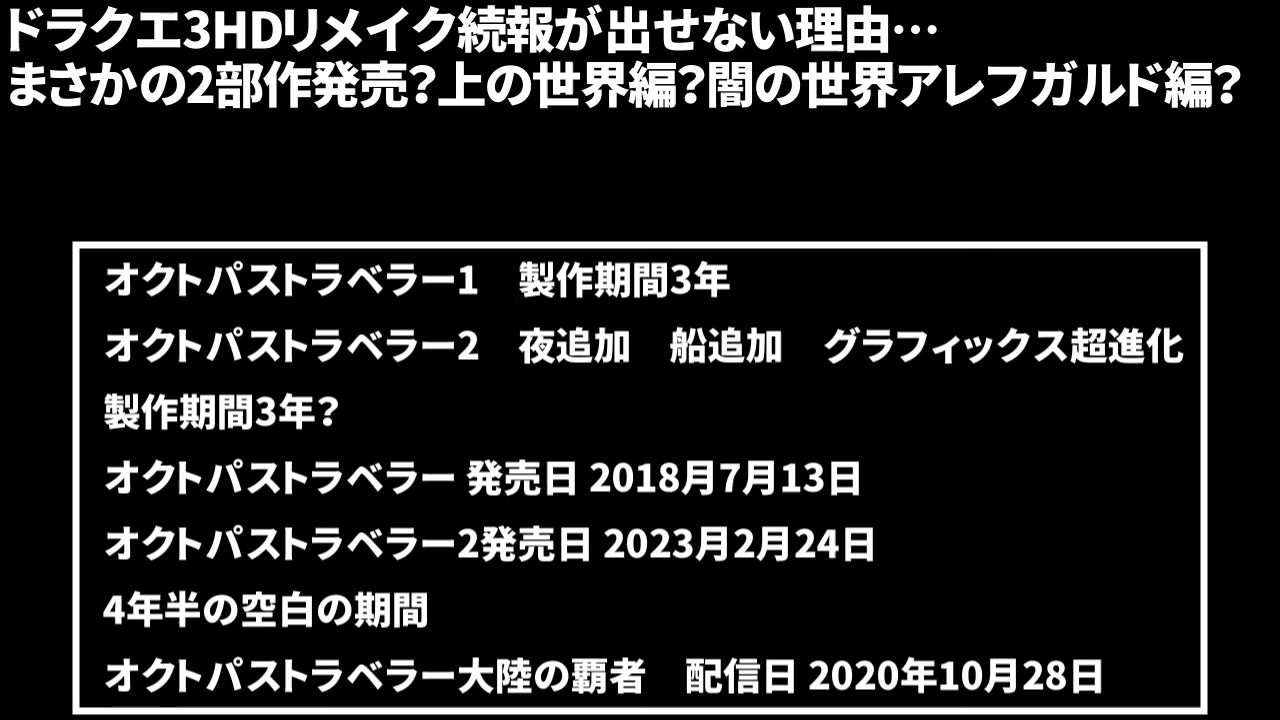 ドラクエ3HDリメイク続報が出せない理由…
まさかの2部作発売?上の世界編?闇の世界アレフガルド編?
オクトパストラベラー1　製作期間3年
オクトパストラベラー2　夜追加　船追加　グラフィックス超進化
製作期間3年?
オクトパストラベラー 発売日 2018月7月13日
オクトパストラベラー2発売日 2023月2月24日
4年半の空白の期間
オクトパストラベラー大陸の覇者　配信日 2020年10月28日